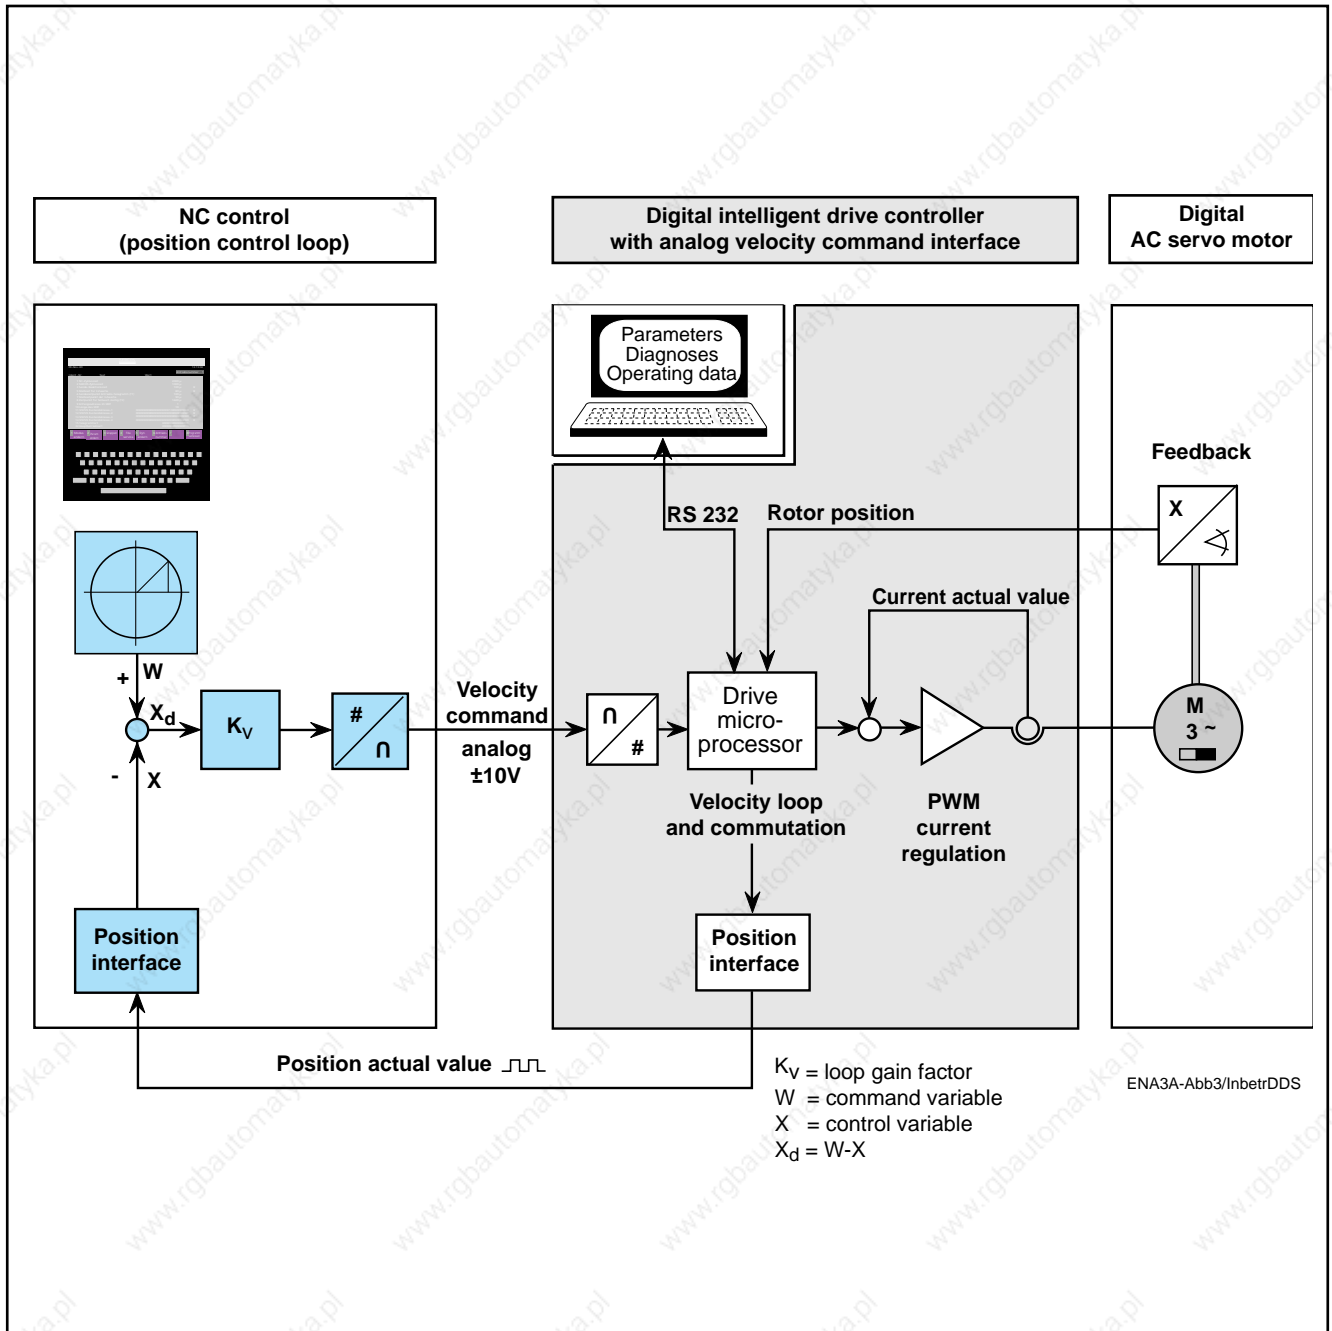 NC control
(position control loop)
Digital intelligent drive controller
with analog velocity command interface
Digital
AC servo motor
Parameters
Diagnoses
Operating data
Feedback
X
RS 232
Rotor position
Current actual value
+
W
Xd
KV
#
∩
Velocity
command
analog
±10V
∩
#
Drive
micro-
processor
M
3 ~
-
X
Velocity loop
and commutation
PWM
current
regulation
Position
interface
Position
interface
Position actual value
KV = loop gain factor
W = command variable
X = control variable
Xd = W-X
ENA3A-Abb3/InbetrDDS
www.rgbautomatyka.pl